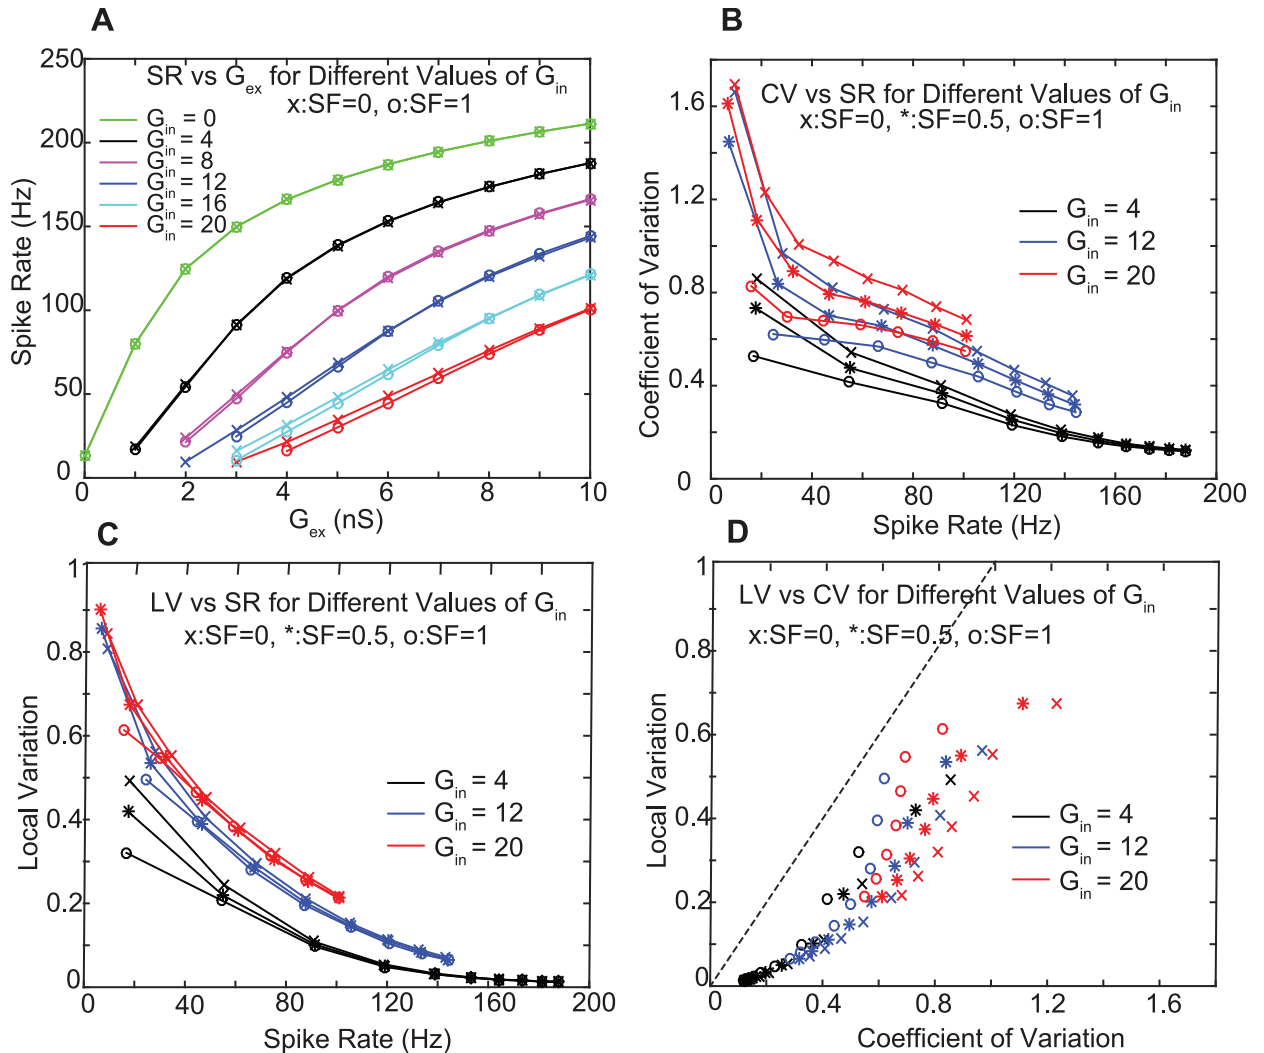 A
SR vs Gex for Different Values of Gin
x:SF=0, o:SF=1
Gin = 0
Gin = 4
Gin = 8
Gin = 12
Gin = 16
Gin = 20
250
200
150
100
50
0
0 2 4 6 8 10
Spike Rate (Hz)
Gex (nS)
B
CV vs SR for Different Values of Gin
x:SF=0, *:SF=0.5, o:SF=1
Gin = 4
Gin = 12
Gin = 20
1.6
1.2
0.8
0.4
0
0 40 80 120 160 200
Coefficient of Variation
Spike Rate (Hz)
C
LV vs SR for Different Values of Gin
x:SF=0, *:SF=0.5, o:SF=1
Gin = 4
Gin = 12
Gin = 20
1
0.8
0.6
0.4
0.2
0
0 40 80 120 160 200
Local Variation
Spike Rate (Hz)
D
LV vs CV for Different Values of Gin
x:SF=0, *:SF=0.5, o:SF=1
Gin = 4
Gin = 12
Gin = 20
1
0.8
0.6
0.4
0.2
0
0 0.4 0.8 1.2 1.6
Local Variation
Coefficient of Variation